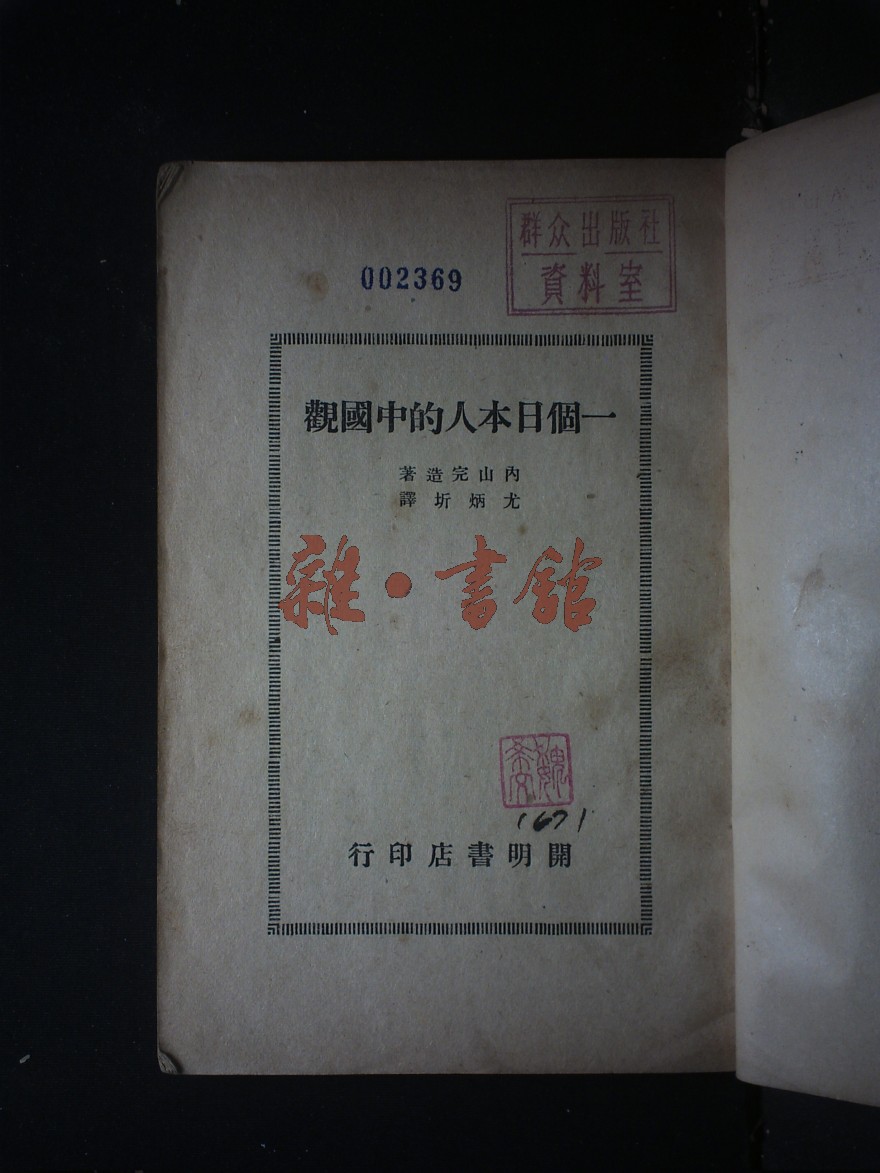 群众出版社
資料室
002369
一個日本人的中國觀
內山完造著
尤炳圻譯
雜·書館
1671
開明書店印行